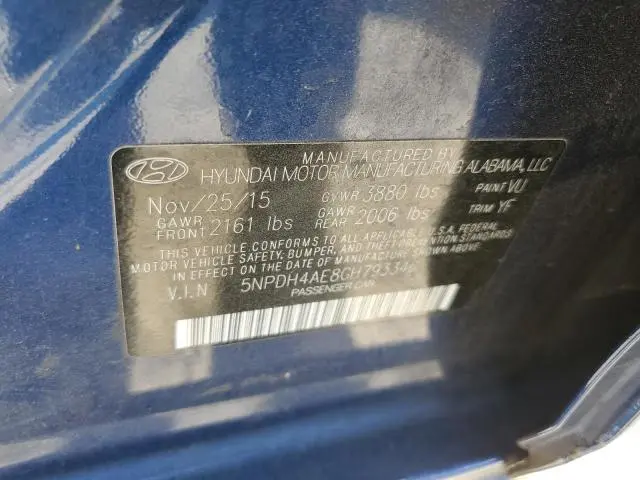 MANUFACTURED BY
HYUNDAI MOTOR MANUFACTURING ALABAMA, LLC
Nov/25/15 GVWR 3880 lbs PAINT VU
GAWR FRONT 2161 lbs GAWR REAR 2006 lbs TRIM YF
THIS VEHICLE CONFORMS TO ALL APPLICABLE U.S.A. FEDERAL
MOTOR VEHICLE SAFETY, BUMPER, AND THEFT PREVENTION
STANDARDS IN EFFECT ON THE DATE OF MANUFACTURE SHOWN ABOVE.
V.I.N
PASSENGER CAR